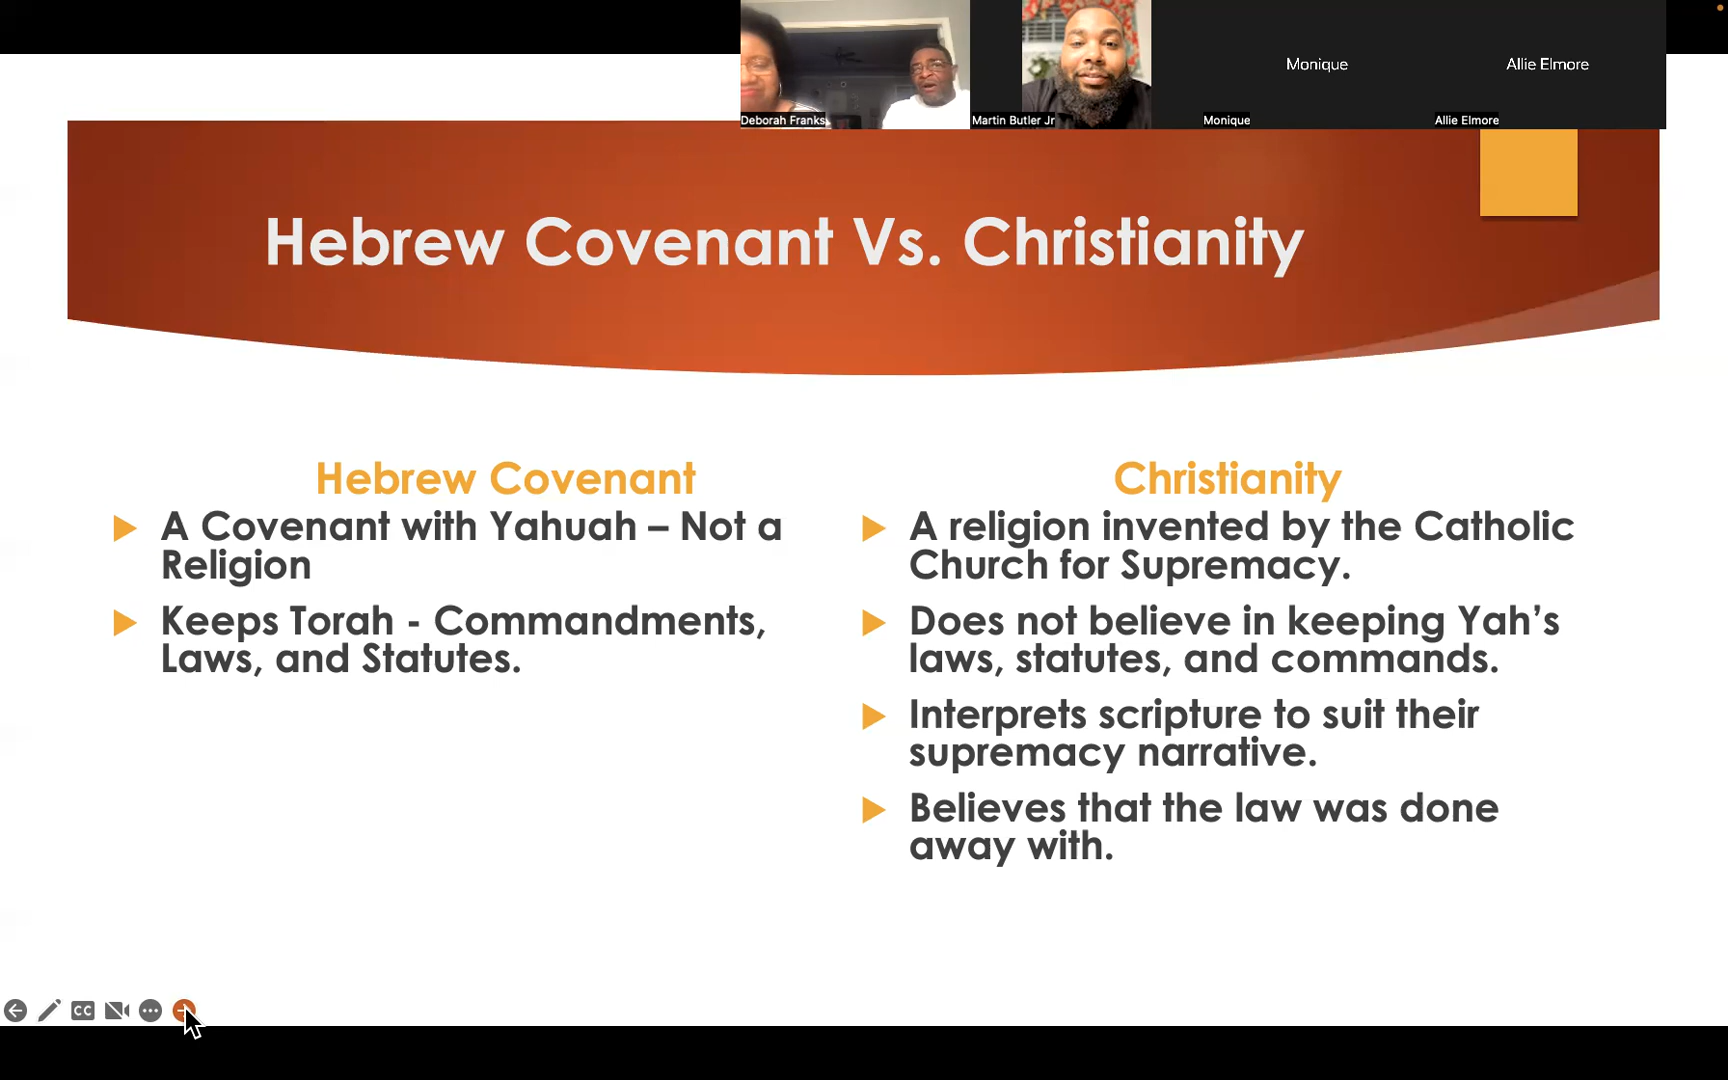 Monique
Allie Elmore
Deborah Franks
Martin Butler Jr
Monique
Allie Elmore
Hebrew Covenant Vs. Christianity
Hebrew Covenant
A Covenant with Yahuah – Not a
Religion
Keeps Torah - Commandments,
Laws, and Statutes.
Christianity
A religion invented by the Catholic
Church for Supremacy.
Does not believe in keeping Yah’s
laws, statutes, and commands.
Interprets scripture to suit their
supremacy narrative.
Believes that the law was done
away with.
CC